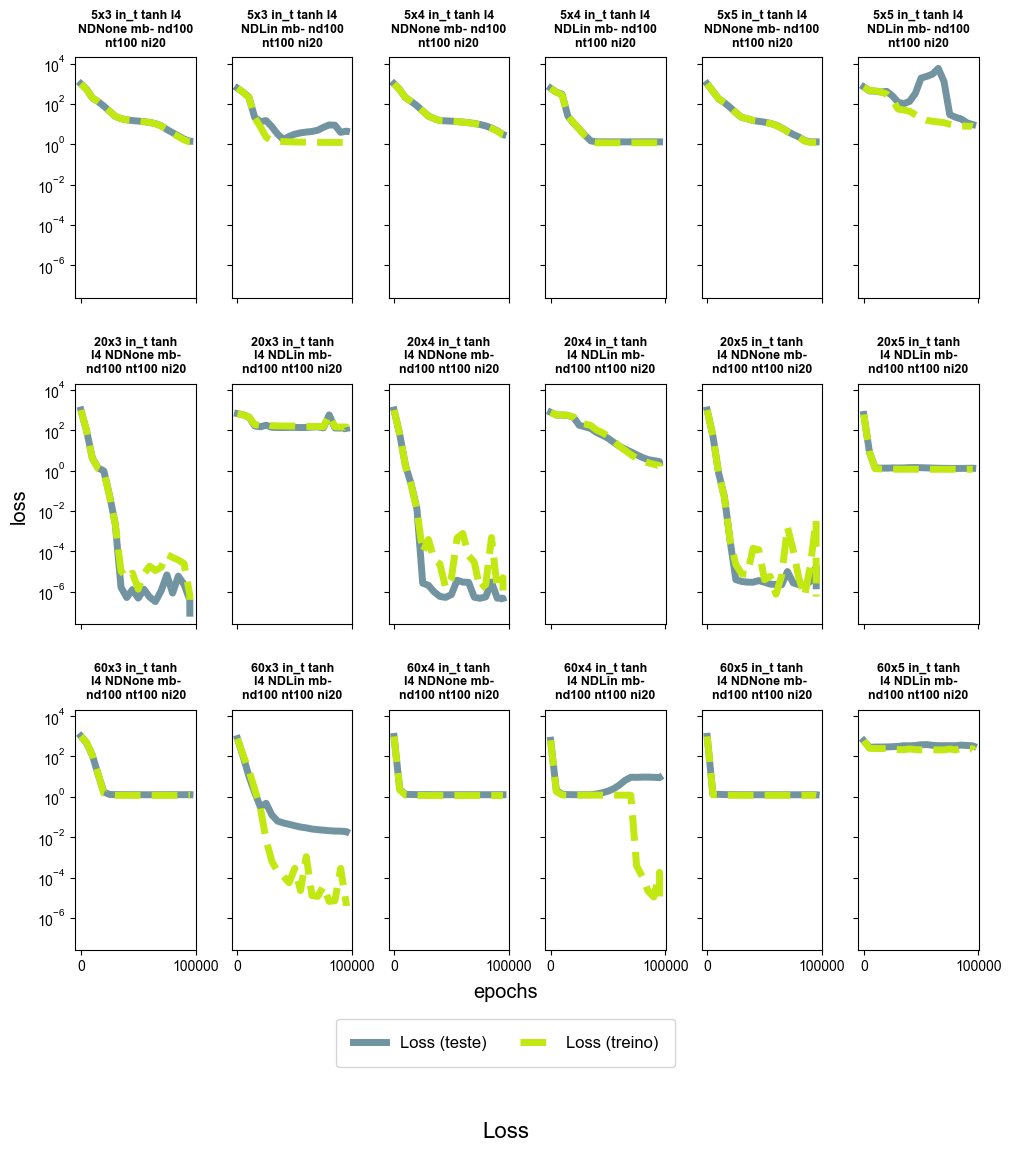 5x3 in_t tanh l4
NDNone mb- nd100
nt100 ni20
5x3 in_t tanh l4
NDLin mb- nd100
nt100 ni20
5x4 in_t tanh l4
NDNone mb- nd100
nt100 ni20
5x4 in_t tanh l4
NDLin mb- nd100
nt100 ni20
5x5 in_t tanh l4
NDNone mb- nd100
nt100 ni20
5x5 in_t tanh l4
NDLin mb- nd100
nt100 ni20
10^4
10^2
10^0
10^-2
10^-4
10^-6
20x3 in_t tanh
l4 NDNone mb-
nd100 nt100 ni20
20x3 in_t tanh
l4 NDLin mb-
nd100 nt100 ni20
20x4 in_t tanh
l4 NDNone mb-
nd100 nt100 ni20
20x4 in_t tanh
l4 NDLin mb-
nd100 nt100 ni20
20x5 in_t tanh
l4 NDNone mb-
nd100 nt100 ni20
20x5 in_t tanh
l4 NDLin mb-
nd100 nt100 ni20
10^4
10^2
10^0
10^-2
10^-4
10^-6
loss
60x3 in_t tanh
l4 NDNone mb-
nd100 nt100 ni20
60x3 in_t tanh
l4 NDLin mb-
nd100 nt100 ni20
60x4 in_t tanh
l4 NDNone mb-
nd100 nt100 ni20
60x4 in_t tanh
l4 NDLin mb-
nd100 nt100 ni20
60x5 in_t tanh
l4 NDNone mb-
nd100 nt100 ni20
60x5 in_t tanh
l4 NDLin mb-
nd100 nt100 ni20
10^4
10^2
10^0
10^-2
10^-4
10^-6
0 100000 0 100000 0 100000 0 100000 0 100000 0 100000
epochs
Loss (teste) Loss (treino)
Loss